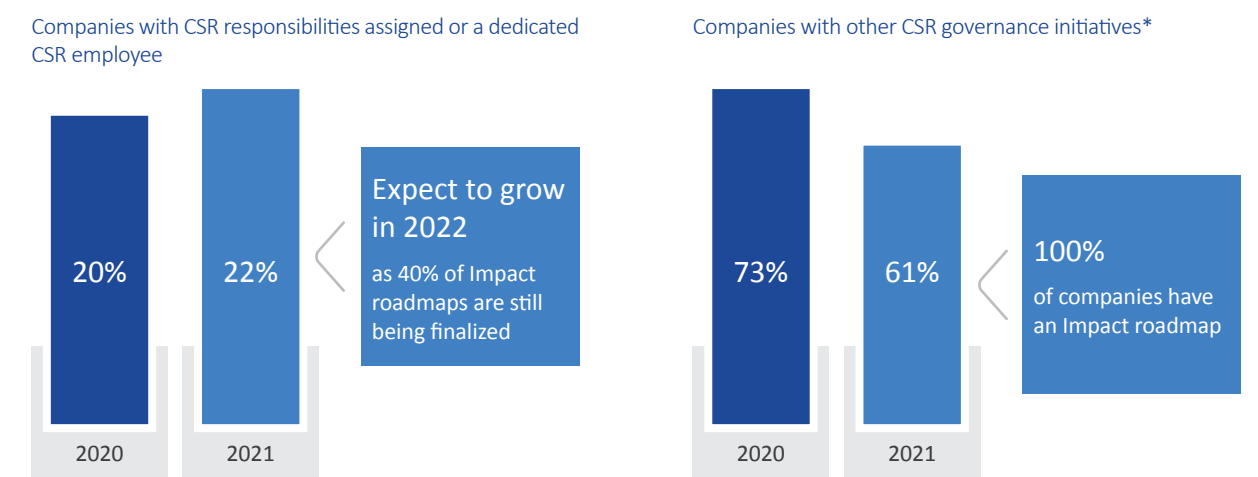 Companies with CSR responsibilities assigned or a dedicated
CSR employee
20%
22%
Expect to grow
in 2022
as 40% of Impact
roadmaps are still
being finalized
2020
2021
Companies with other CSR governance initiatives*
73%
61%
100%
of companies have
an Impact roadmap
2020
2021